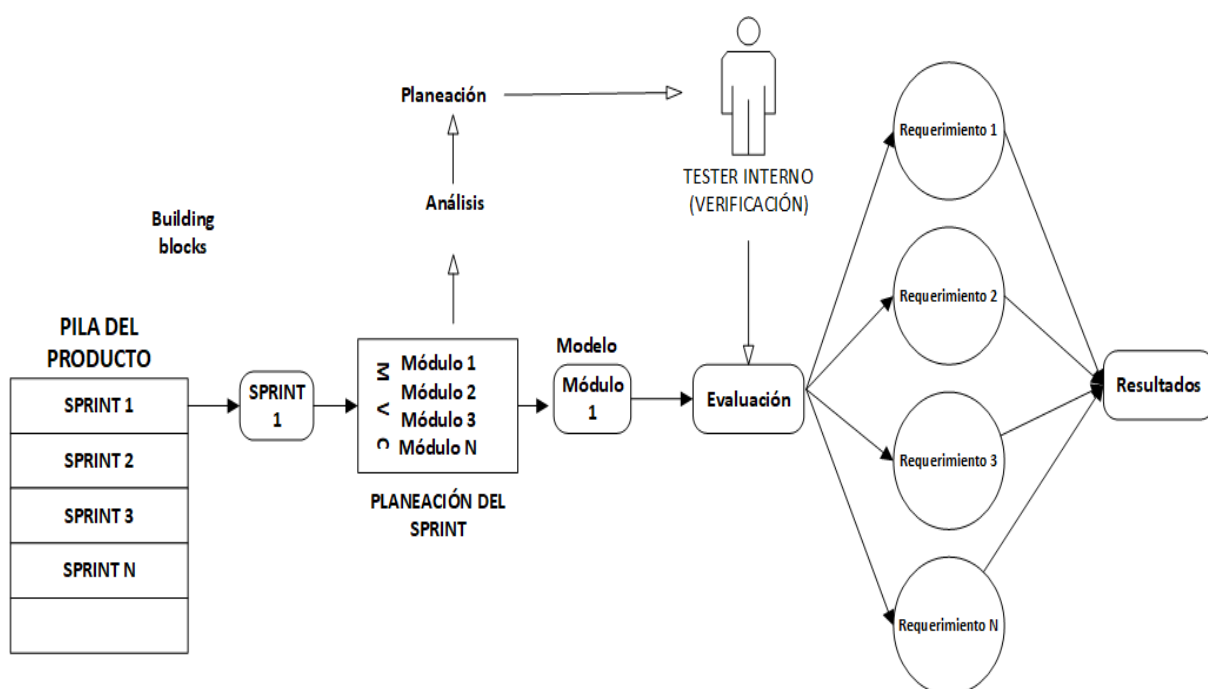 Planeación
TESTER INTERNO
(VERIFICACIÓN)
Análisis
Building
blocks
PILA DEL
PRODUCTO
SPRINT 1
SPRINT 2
SPRINT 3
SPRINT N
SPRINT
1
M V C
Módulo 1
Módulo 2
Módulo 3
Módulo N
PLANEACIÓN DEL
SPRINT
Modelo
Módulo
1
Evaluación
Requerimiento 1
Requerimiento 2
Requerimiento 3
Requerimiento N
Resultados